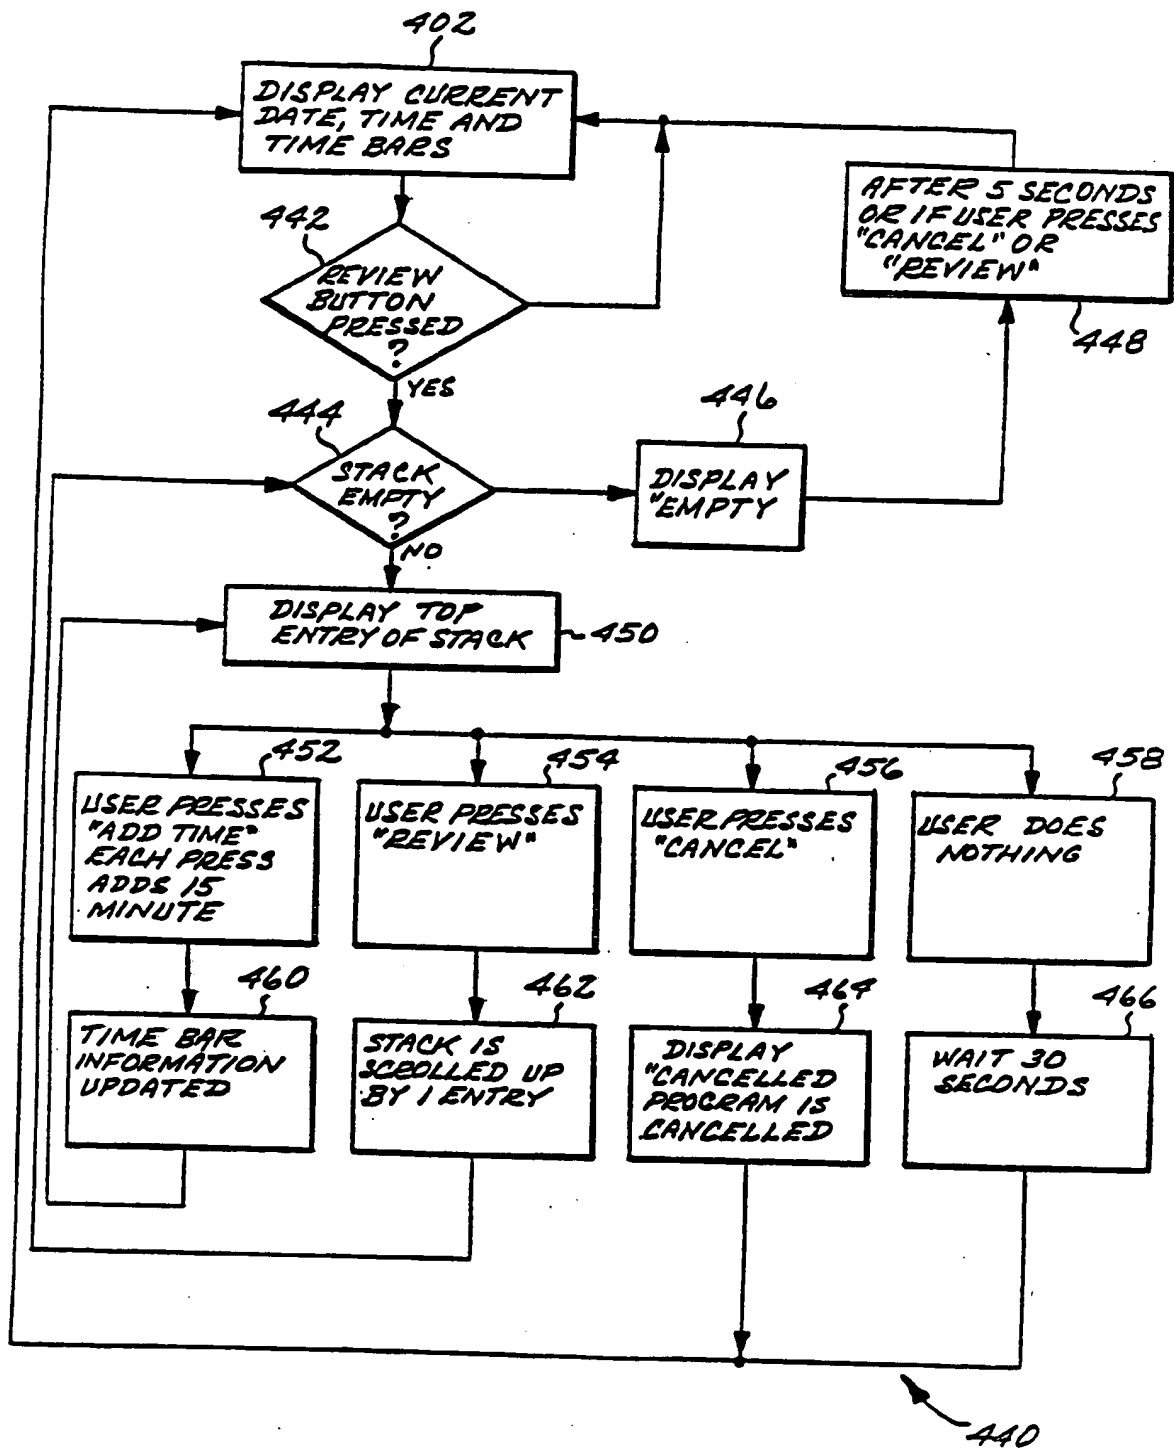 402
DISPLAY CURRENT
DATE, TIME AND
TIME BARS
442
REVIEW
BUTTON
PRESSED
?
YES
AFTER 5 SECONDS
OR IF USER PRESSES
"CANCEL" OR
"REVIEW"
448
444
STACK
EMPTY
?
NO
446
DISPLAY
"EMPTY
DISPLAY TOP
ENTRY OF STACK
450
452
USER PRESSES
"ADD TIME"
EACH PRESS
ADDS 15
MINUTE
454
USER PRESSES
"REVIEW"
456
USER PRESSES
"CANCEL"
458
USER DOES
NOTHING
460
TIME BAR
INFORMATION
UPDATED
462
STACK IS
SCROLLED UP
BY 1 ENTRY
464
DISPLAY
"CANCELLED
PROGRAM IS
CANCELLED
466
WAIT 30
SECONDS
440